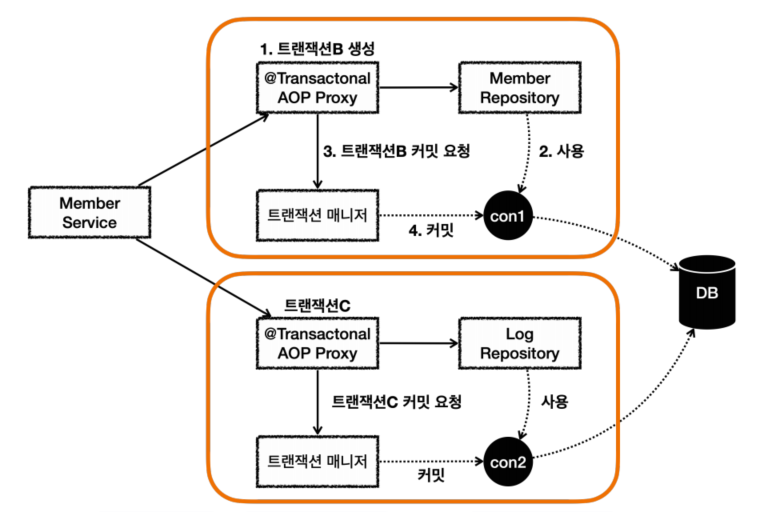 1. 트랜잭션B 생성
@Transactonal
AOP Proxy
Member
Repository
3. 트랜잭션B 커밋 요청
2. 사용
Member
Service
트랜잭션 매니저
con1
4. 커밋
DB
트랜잭션C
@Transactonal
AOP Proxy
Log
Repository
트랜잭션C 커밋 요청
사용
트랜잭션 매니저
con2
커밋